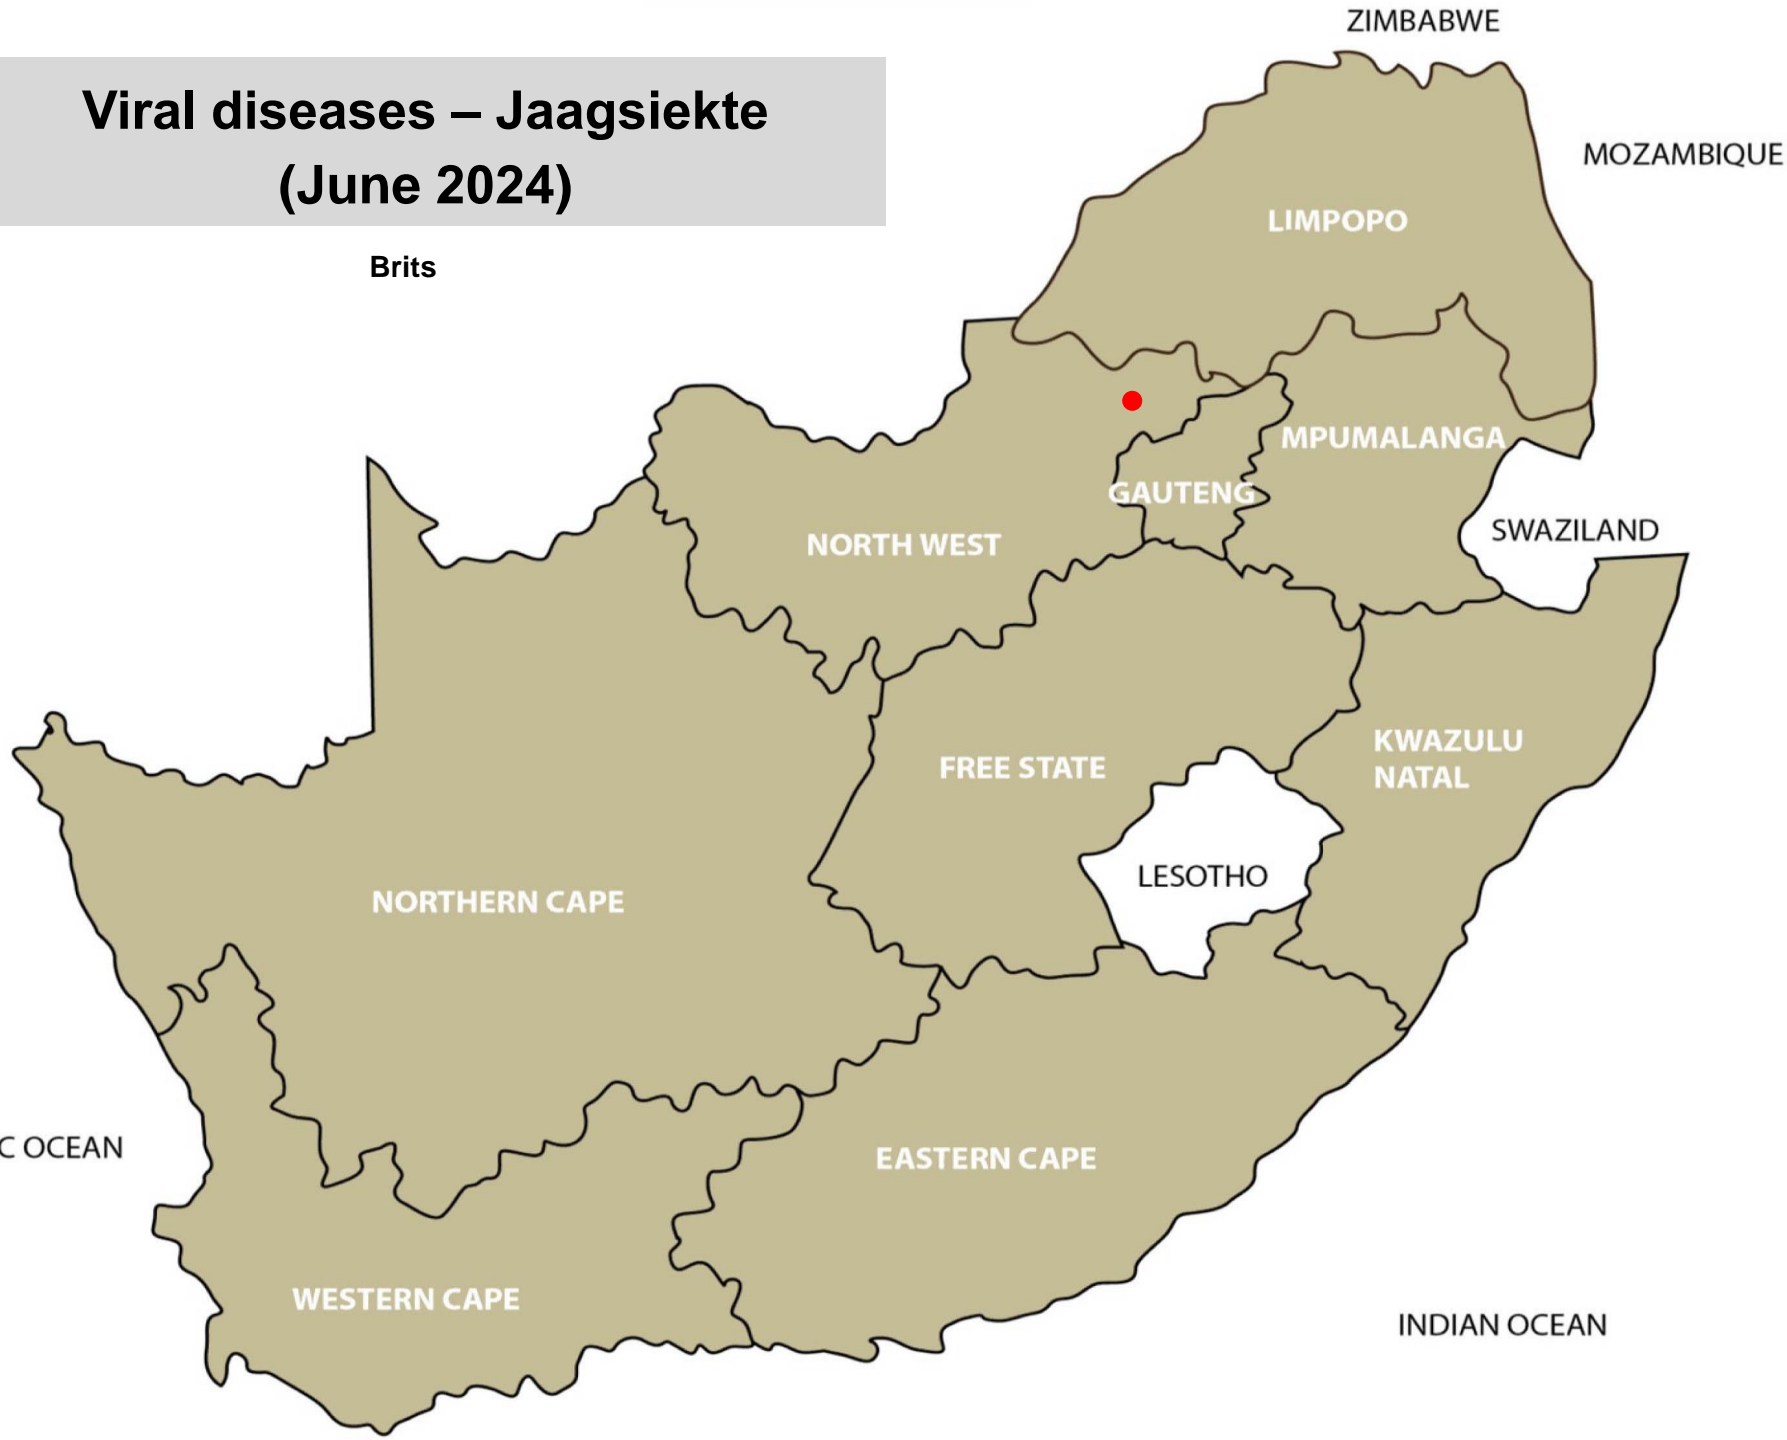 ZIMBABWE
Viral diseases – Jaagsiekte
(June 2024)
MOZAMBIQUE
LIMPOPO
Brits
MPUMALANGA
GAUTENG
SWAZILAND
NORTH WEST
KWAZULU
NATAL
FREE STATE
LESOTHO
NORTHERN CAPE
C OCEAN
EASTERN CAPE
WESTERN CAPE
INDIAN OCEAN